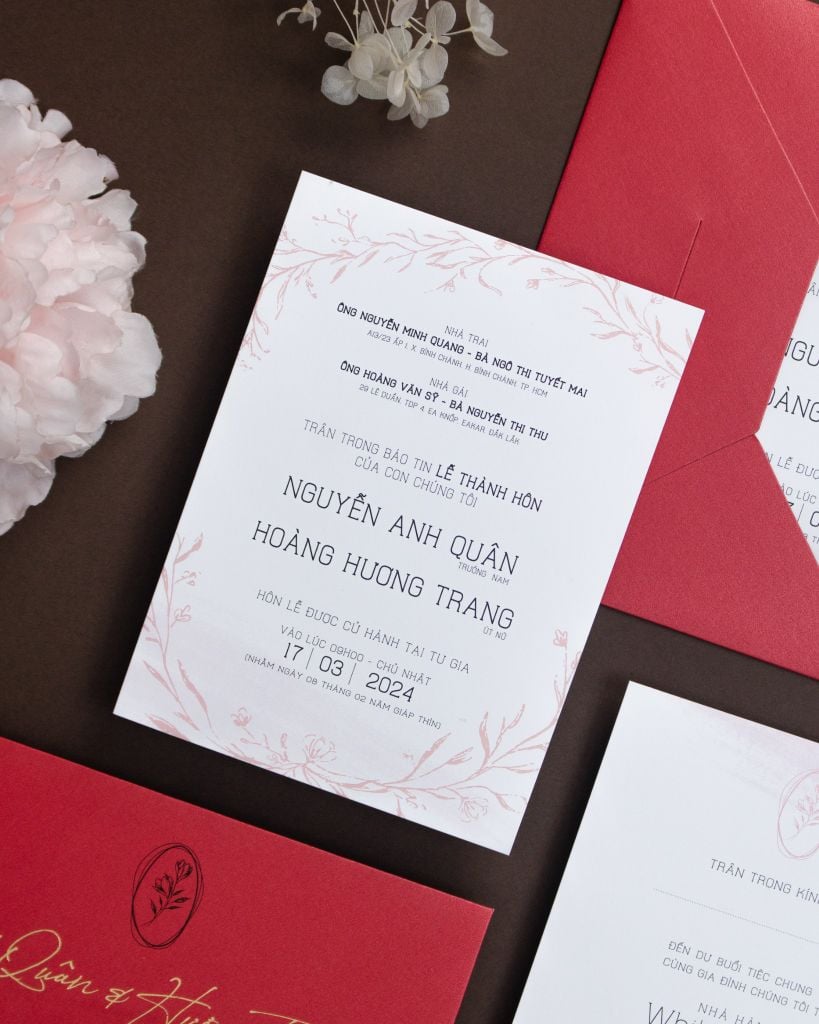 NHÀ TRAI
ÔNG NGUYỄN MINH QUANG - BÀ NGÔ THỊ TUYẾT MAI
A13/23 ẤP 1, X. BÌNH CHÁNH, H. BÌNH CHÁNH, TP. HCM
NHÀ GÁI
ÔNG HOÀNG VĂN SỸ - BÀ NGUYỄN THỊ THU
29 LÊ DUẨN, TDP 4, EA KNỐP, EAKAR, ĐẮK LẮK
TRÂN TRỌNG BÁO TIN LỄ THÀNH HÔN
CỦA CON CHÚNG TÔI
NGUYỄN ANH QUÂN
TRƯỞNG NAM
HOÀNG HƯƠNG TRANG
ÚT NỮ
HÔN LỄ ĐƯỢC CỬ HÀNH TẠI TƯ GIA
VÀO LÚC 09H00 - CHỦ NHẬT
17 | 03 | 2024
(NHẰM NGÀY 08 THÁNG 02 NĂM GIÁP THÌN)
Quân &
TRÂN TRỌNG
ĐẾN DỰ BUỔI TIỆC CHUNG
CÙNG GIA ĐÌNH CHÚNG TÔI
NHÀ